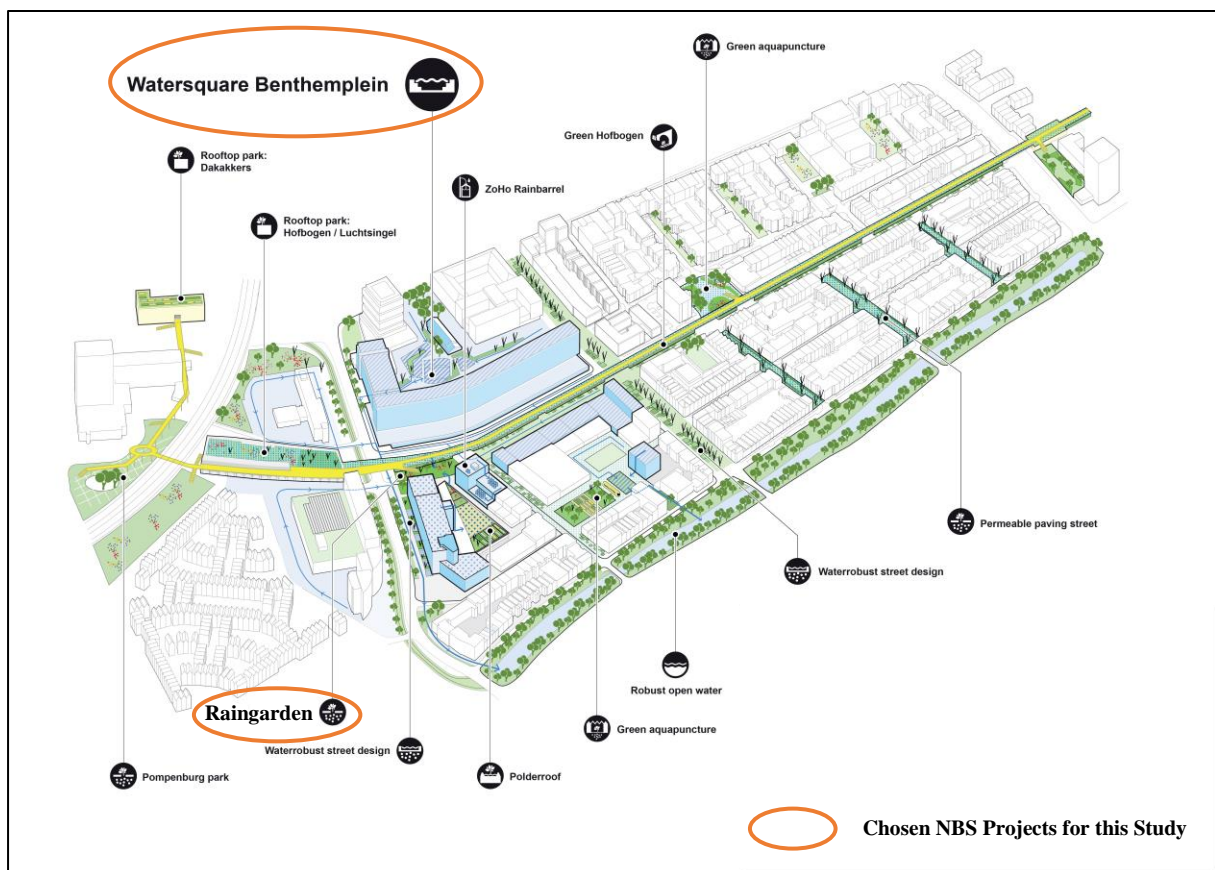 Green aquapuncture
Watersquare Benthemplein
Green Hofbogen
Rooftop park:
Dakakkers
ZoHo Rainbarrel
Rooftop park:
Hofbogen / Luchtsingel
Permeable paving street
Waterrobust street design
Robust open water
Raingarden
Green aquapuncture
Waterrobust street design
Pompenburg park
Polderroof
Chosen NBS Projects for this Study